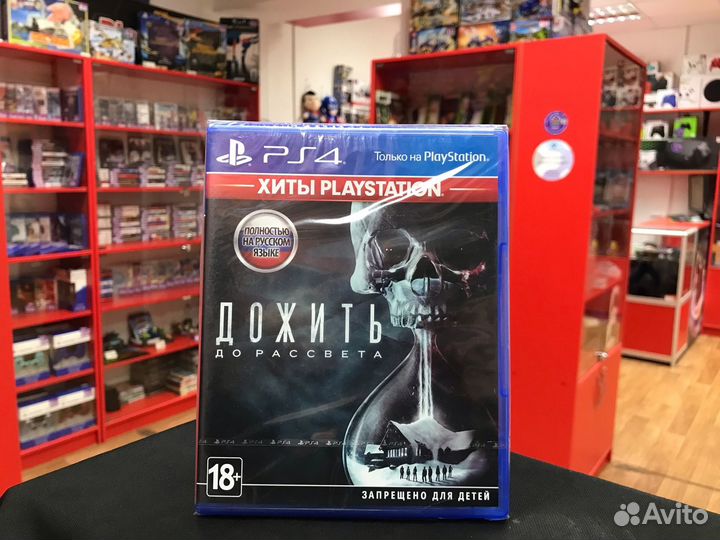 PS4
Только на PlayStation
ХИТЫ PLAYSTATION
ПОЛНОСТЬЮ
НА РУССКОМ
ЯЗЫКЕ
ДОЖИТЬ
ДО РАССВЕТА
18+
ЗАПРЕЩЕНО ДЛЯ ДЕТЕЙ
Avito